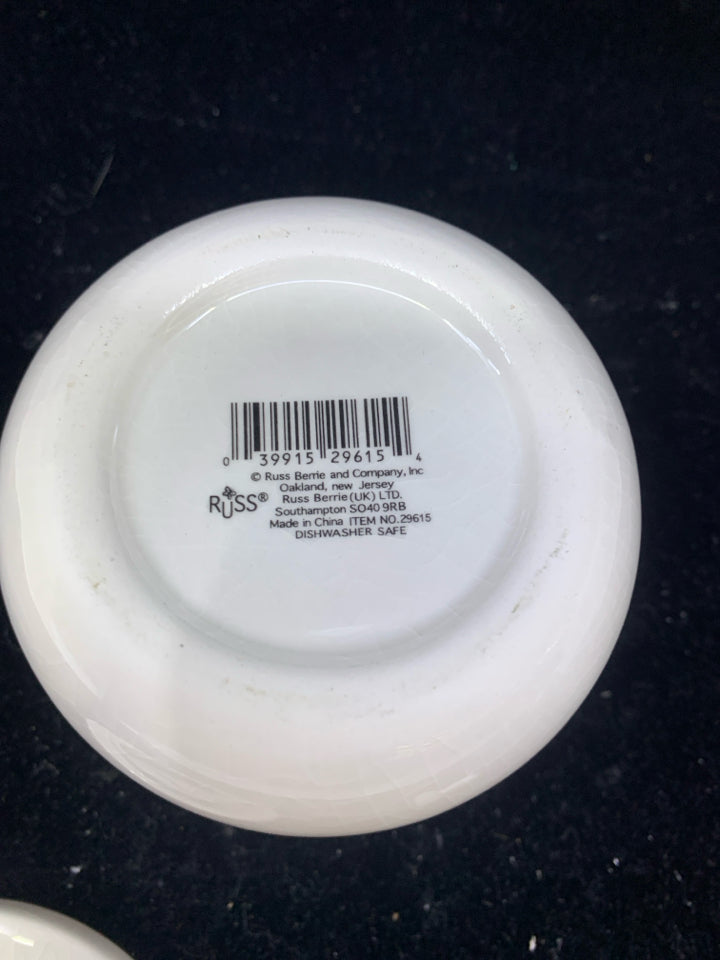 0 39915 29615 4
© Russ Berrie and Company, Inc
Oakland, new Jersey
RUSS® Russ Berrie (UK) LTD.
Southampton SO40 9RB
Made in China ITEM NO.29615
DISHWASHER SAFE